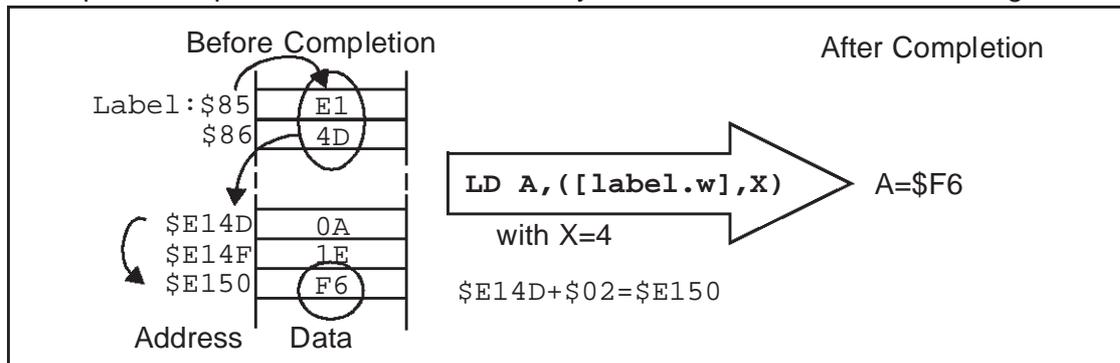 Before Completion
After Completion
Label:$85 E1
$86 4D
LD A,([label.w],X)
A=$F6
$E14D 0A
with X=4
$E14F 1E
$E150 F6
$E14D+$02=$E150
Address Data